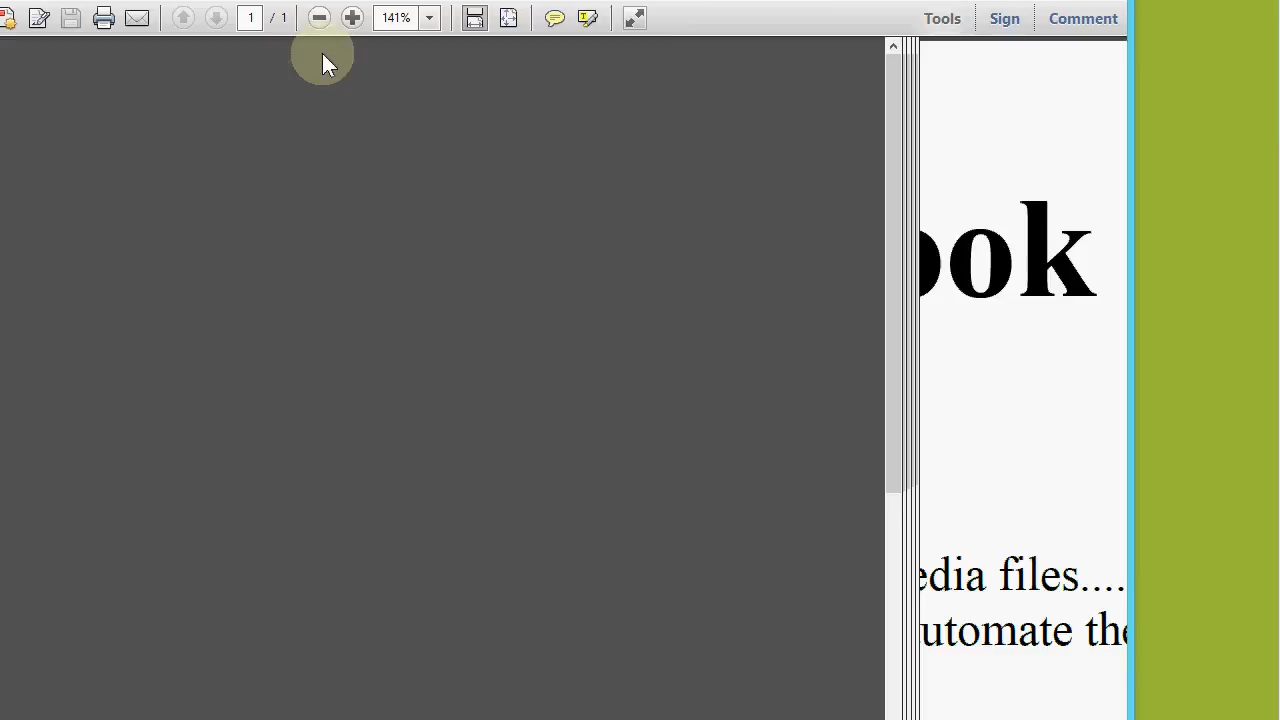 1 / 1 141% Tools Sign Comment
ook
edia files....
utomate the